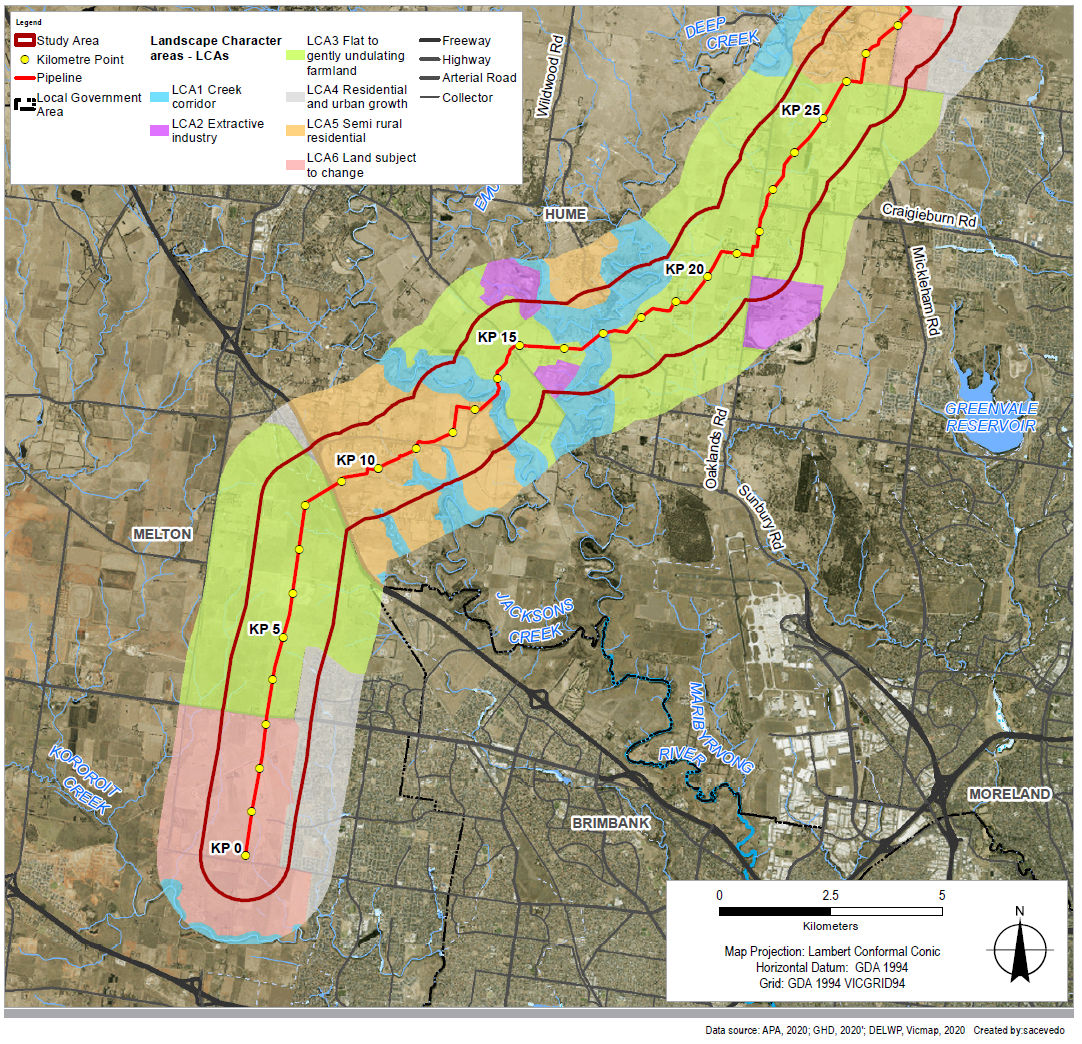 Legend
Study Area
Kilometre Point
Pipeline
Local Government
Area
Landscape Character
areas - LCAs
LCA1 Creek
corridor
LCA2 Extractive
industry
LCA3 Flat to
gently undulating
farmland
LCA4 Residential
and urban growth
LCA5 Semi rural
residential
LCA6 Land subject
to change
Freeway
Highway
Arterial Road
Collector
DEEP
CREEK
Wildwood Rd
KP 25
EMU
HUME
Craigieburn Rd
Mickleham Rd
KP 20
KP 15
GREENVALE
RESERVOIR
Oaklands Rd
KP 10
Sunbury Rd
MELTON
JACKSONS
CREEK
KP 5
MARIBYRNONG
RIVER
KOROROIT
CREEK
MORELAND
BRIMBANK
KP 0
0 2.5 5
Kilometers
Map Projection: Lambert Conformal Conic
Horizontal Datum: GDA 1994
Grid: GDA 1994 VICGRID94
N
Data source: APA, 2020; GHD, 2020'; DELWP, Vicmap, 2020 Created by:sacevedo